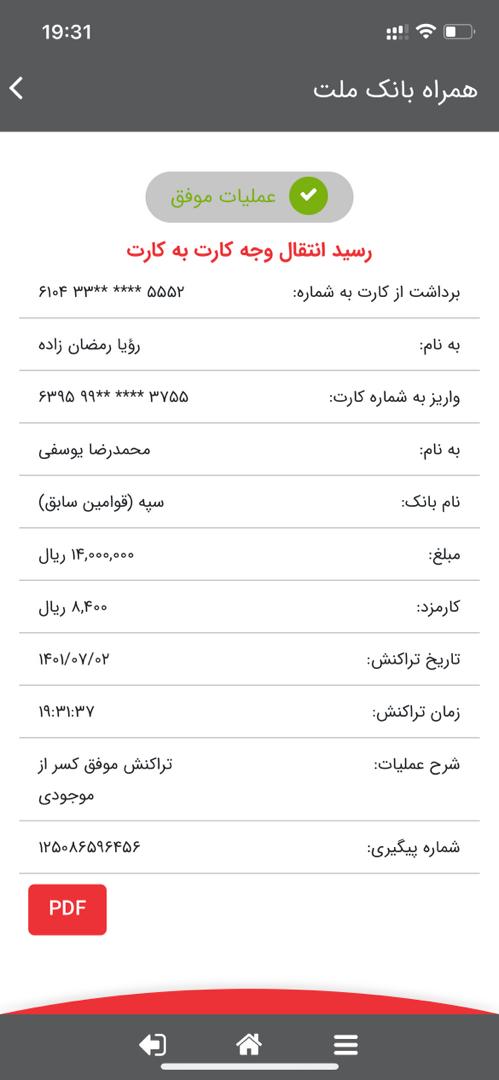 19:31
همراه بانک ملت
عملیات موفق
رسید انتقال وجه کارت به کارت
برداشت از کارت به شماره: ۶۱۰۴ ۳۳** **** ۵۵۵۲
به نام: رؤیا رمضان زاده
واریز به شماره کارت: ۶۳۹۵ ۹۹** **** ۳۷۵۵
به نام: محمدرضا یوسفی
نام بانک: سپه (قوامین سابق)
مبلغ: ۱۴,۰۰۰,۰۰۰ ریال
کارمزد: ۸,۴۰۰ ریال
تاریخ تراکنش: ۱۴۰۱/۰۷/۰۲
زمان تراکنش: ۱۹:۳۱:۳۷
شرح عملیات: تراکنش موفق کسر از
موجودی
شماره پیگیری: ۱۲۵۰۸۶۵۹۶۴۵۶
PDF